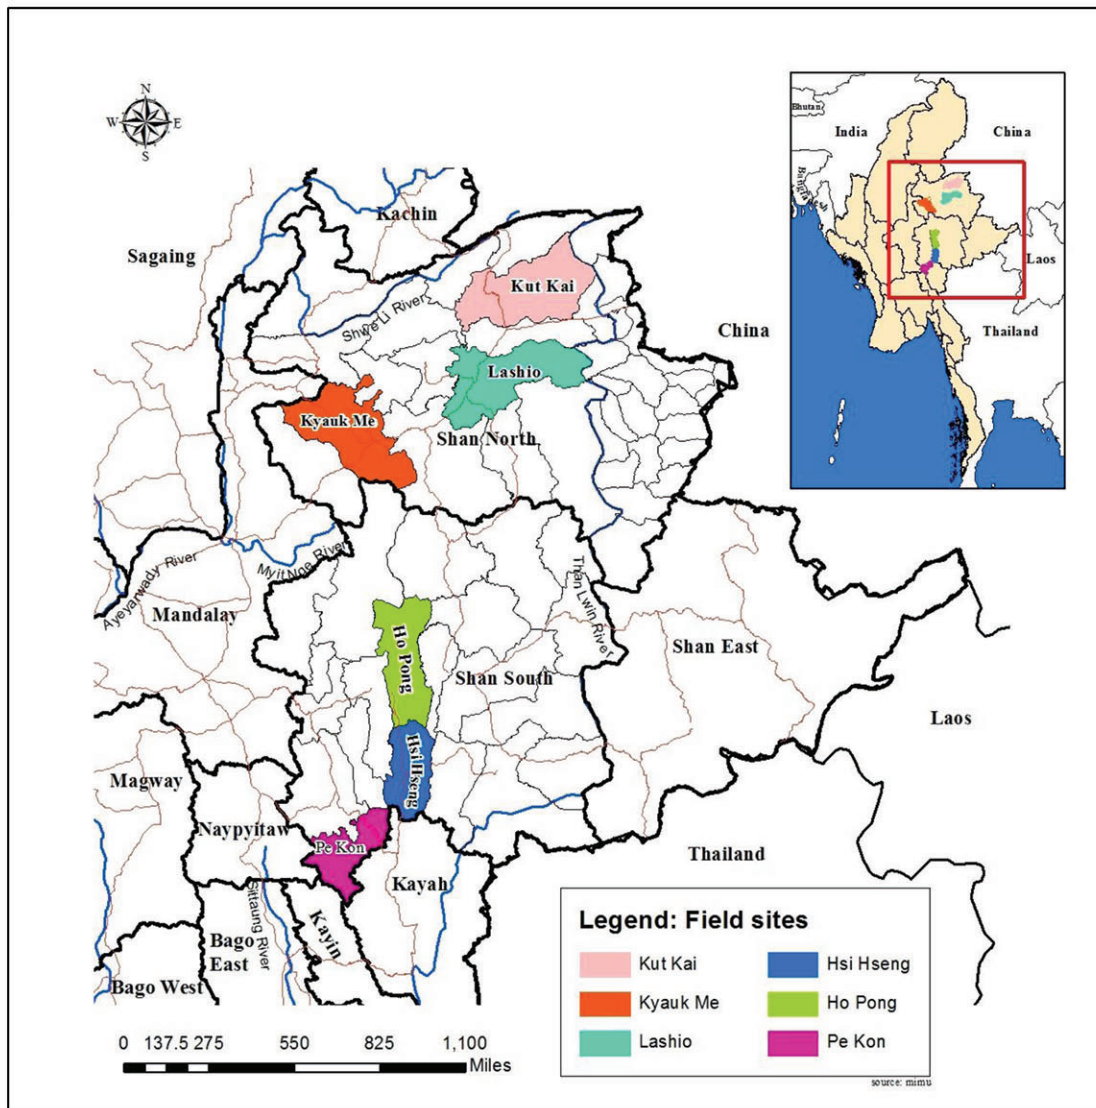 N
W
E
S
Bhutan
India
China
Bangladesh
Laos
Thailand
Kachin
Sagaing
Kut Kai
Shwe Li River
China
Lashio
Kyauk Me
Shan North
Ayeyarwady River
Myit Nge River
Than Lwin River
Mandalay
Ho Pong
Shan South
Shan East
Laos
Hsi Hseng
Magway
Naypyitaw
Pe Kon
Thailand
Kayah
Sittaung River
Kayin
Bago
East
Bago West
Legend: Field sites
Kut Kai
Hsi Hseng
Kyauk Me
Ho Pong
Lashio
Pe Kon
0 137.5 275 550 825 1,100
Miles
source: mimu